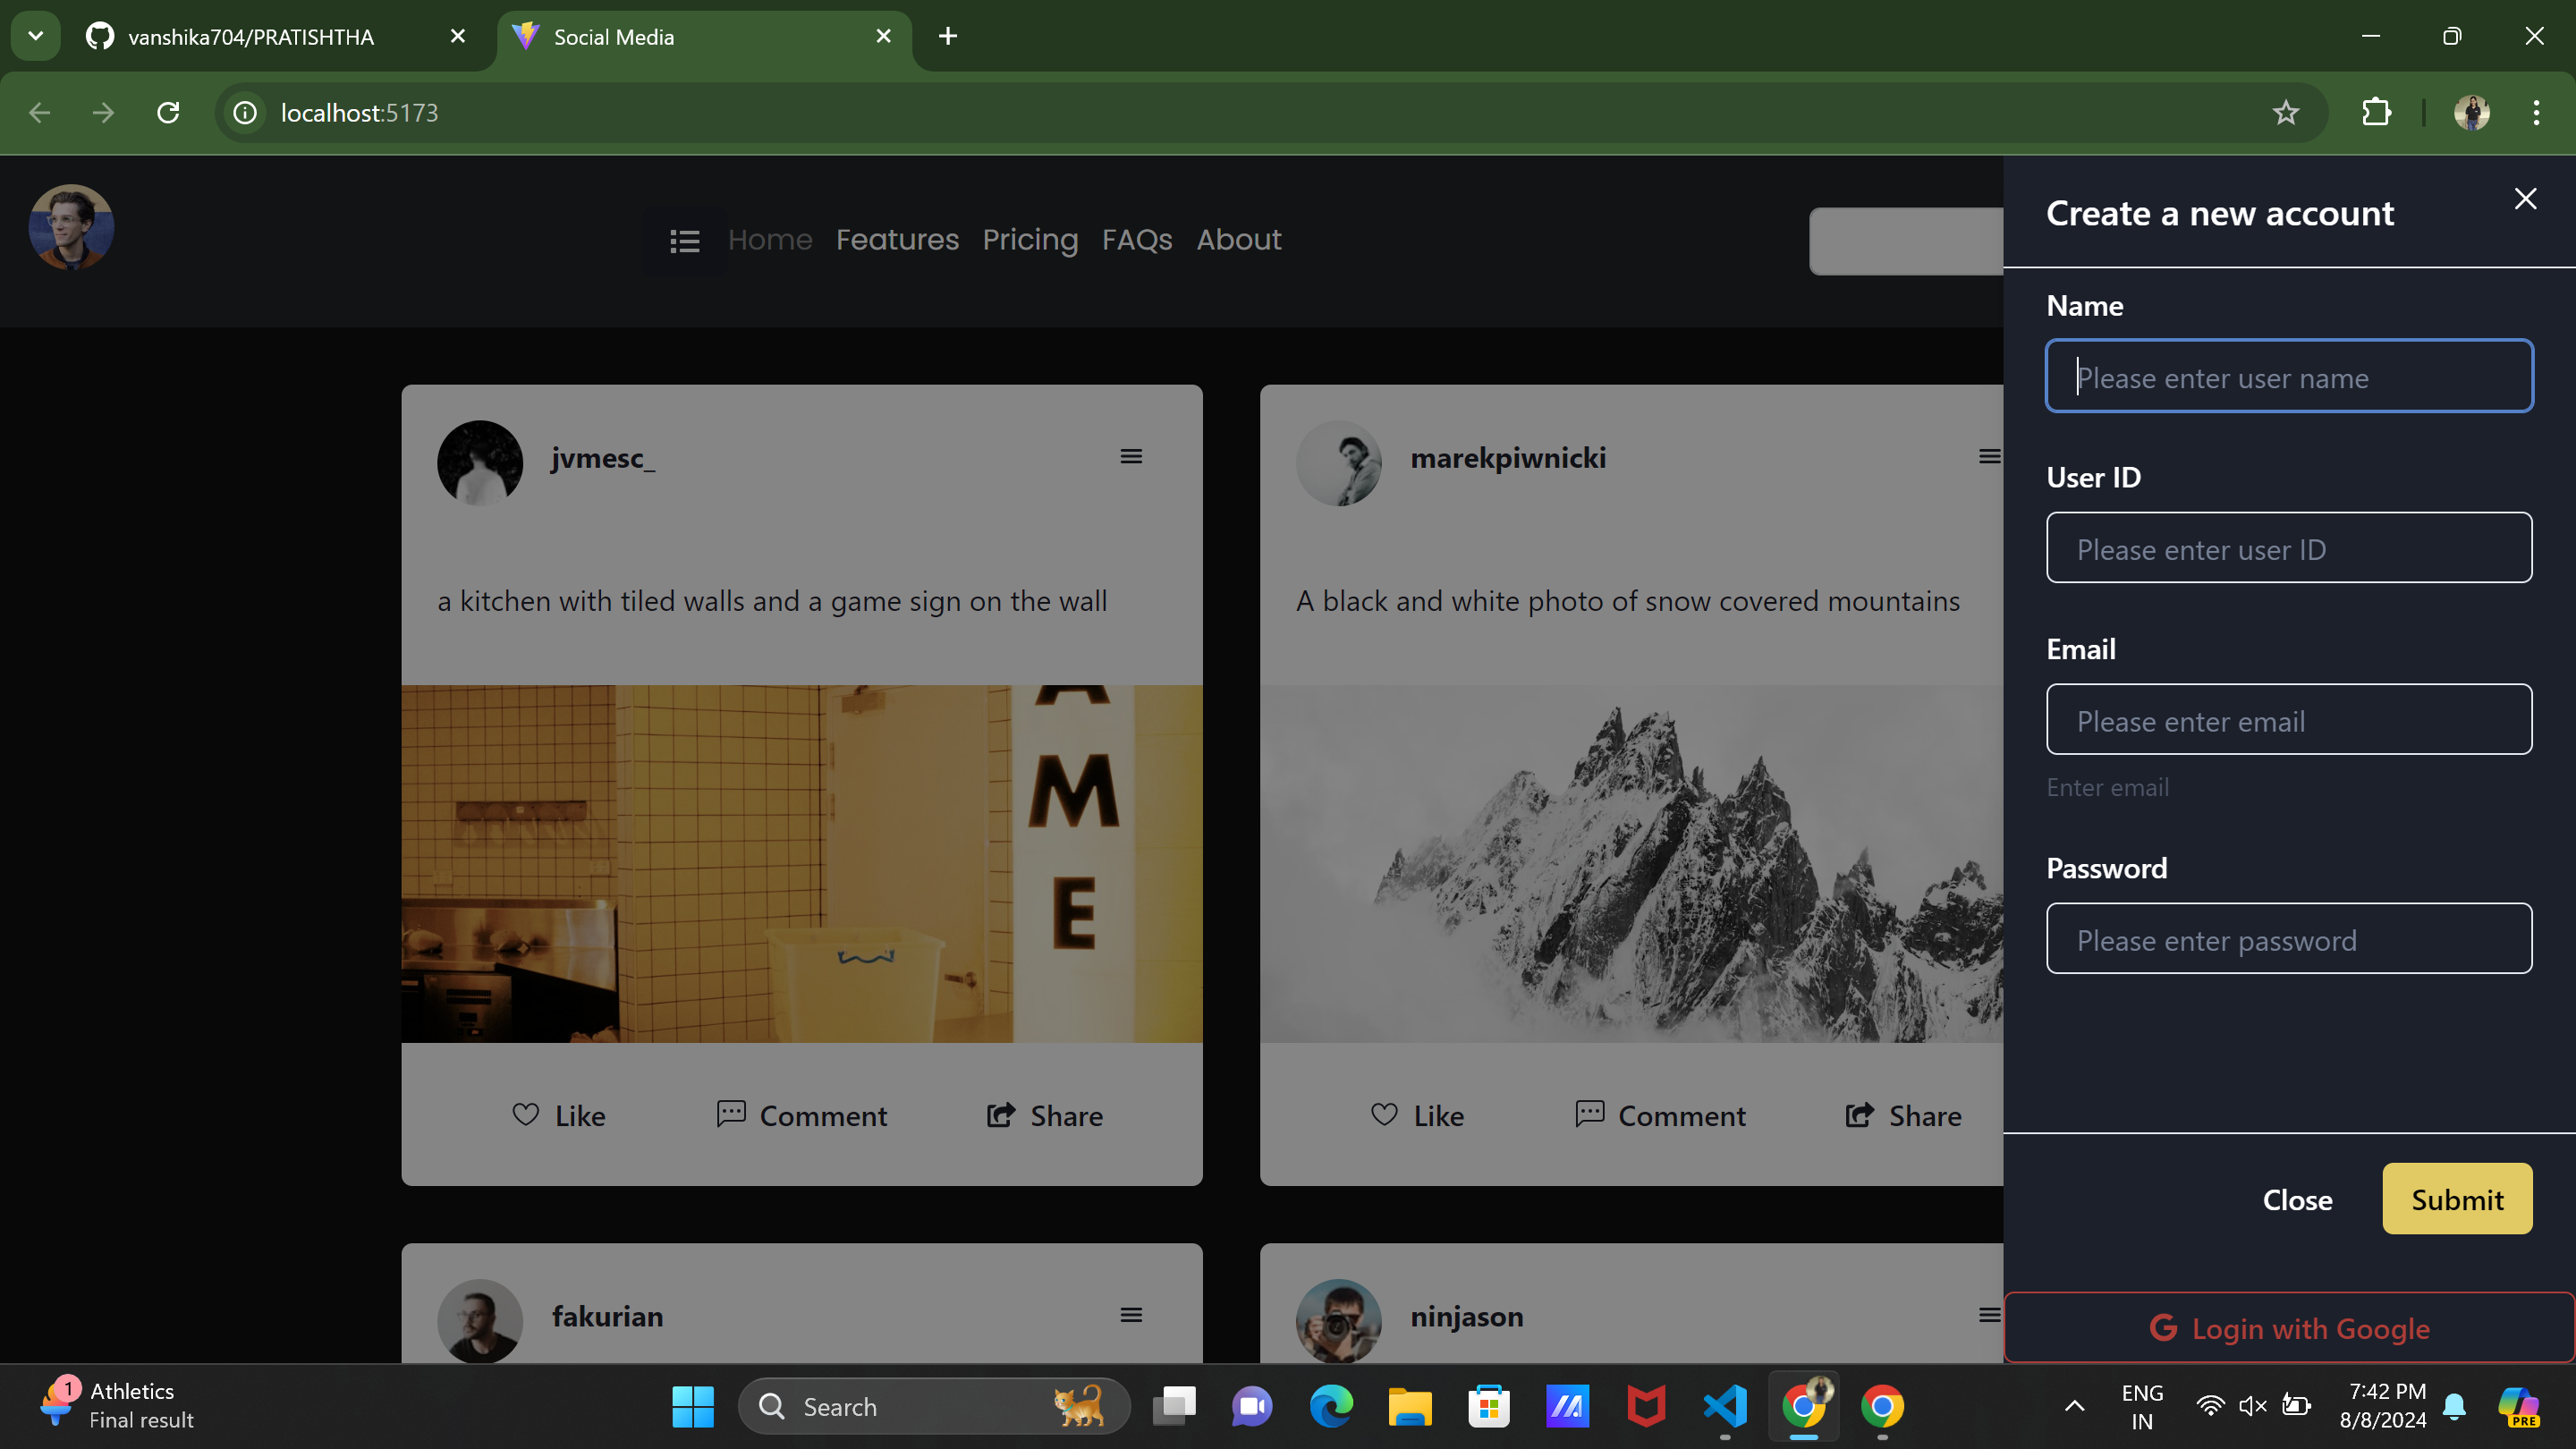 vanshika704/PRATISHTHA
Social Media
localhost:5173
Home Features Pricing FAQs About
jvmesc_
a kitchen with tiled walls and a game sign on the wall
AME
Like Comment Share
marekpiwnicki
A black and white photo of snow covered mountains
Like Comment Share
fakurian
ninjason
Create a new account
Name
Please enter user name
User ID
Please enter user ID
Email
Please enter email
Enter email
Password
Please enter password
Close Submit
Login with Google
1
Athletics
Final result
Search
ENG
IN
7:42 PM
8/8/2024
PRE